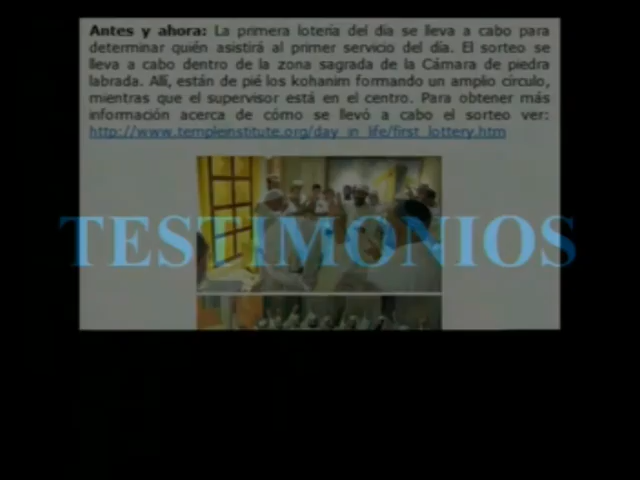 Antes y ahora: La primera lotería del día se lleva a cabo para
determinar quién asistirá al primer servicio del día. El sorteo se
lleva a cabo dentro de la zona sagrada de la Cámara de piedra
labrada. Allí, están de pié los kohanim formando un amplio círculo,
mientras que el supervisor está en el centro. Para obtener más
información acerca de cómo se llevó a cabo el sorteo ver:
http://www.templeinstitute.org/day_in_life/first_lottery.htm
TESTIMONIOS